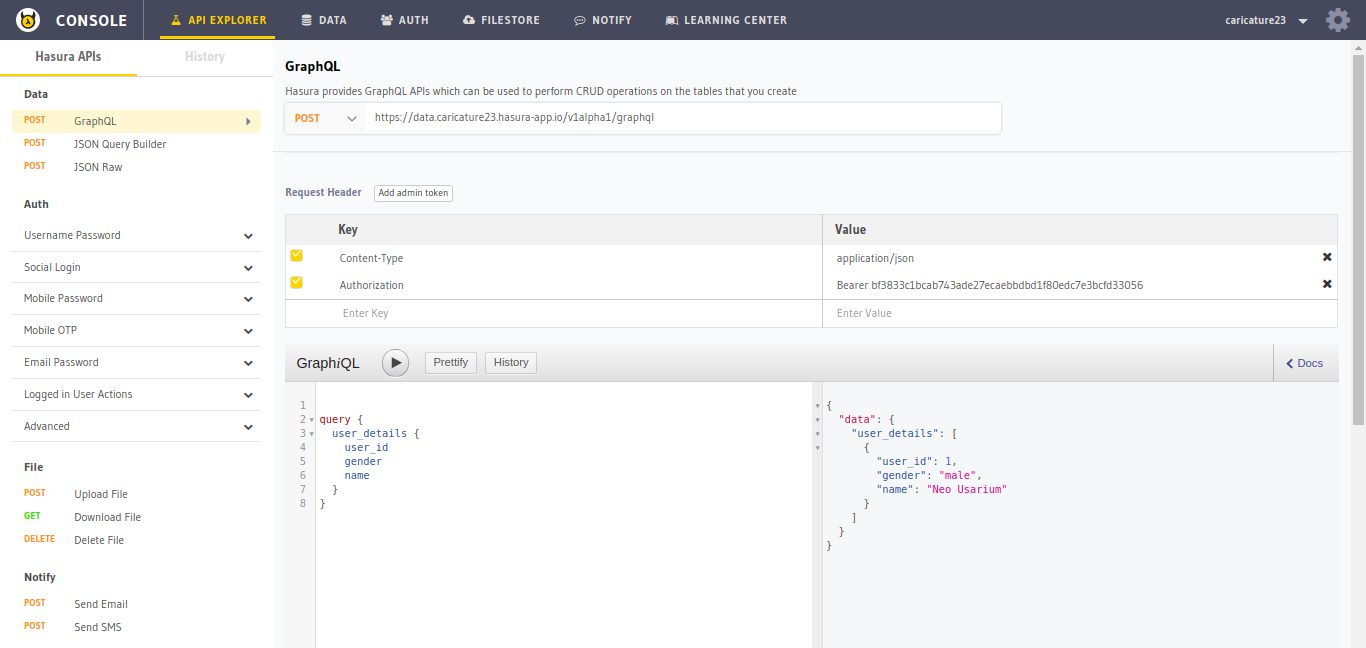 CONSOLE API EXPLORER DATA AUTH FILESTORE NOTIFY LEARNING CENTER caricature23
Hasura APIs History
Data
POST GraphQL
POST JSON Query Builder
POST JSON Raw
Auth
Username Password
Social Login
Mobile Password
Mobile OTP
Email Password
Logged in User Actions
Advanced
File
POST Upload File
GET Download File
DELETE Delete File
Notify
POST Send Email
POST Send SMS
GraphQL
Hasura provides GraphQL APIs which can be used to perform CRUD operations on the tables that you create
POST https://data.caricature23.hasura-app.io/v1alpha1/graphql
Request Header Add admin token
Key Value
Content-Type application/json
Authorization Bearer bf3833c1bcab743ade27ecaebbdbd1f80edc7e3bcfd33056
Enter Key Enter Value
GraphiQL Prettify History Docs
1
2 query {
3 user_details {
4 user_id
5 gender
6 name
7 }
8 }
{
"data": {
"user_details": [
{
"user_id": 1,
"gender": "male",
"name": "Neo Usarium"
}
]
}
}